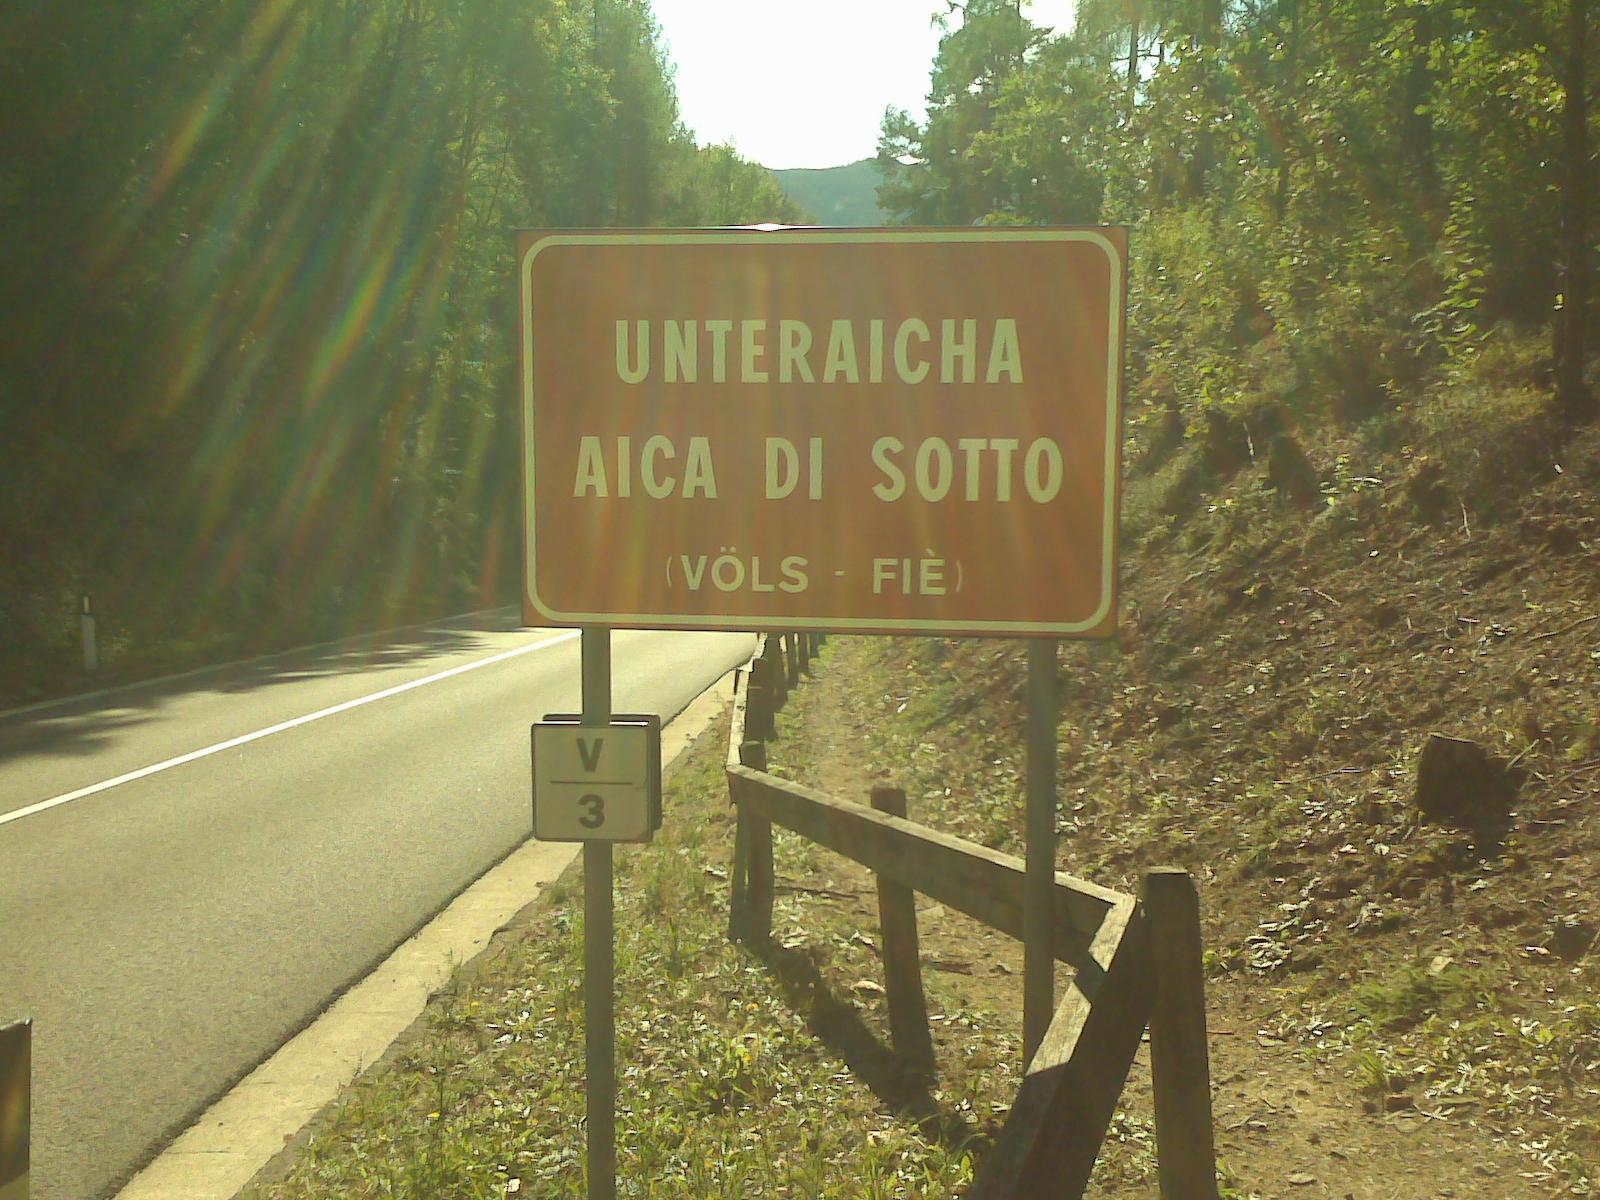 UNTERAICHA
AICA DI SOTTO
(VÖLS - FIÈ)
V
3